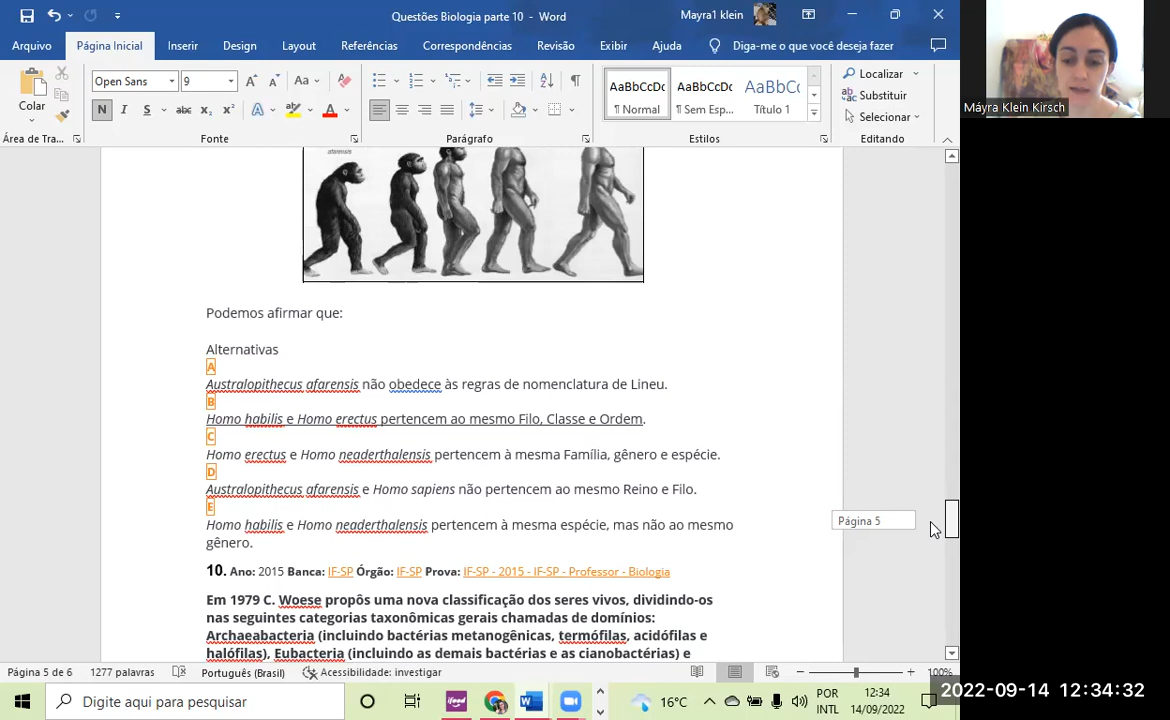 Questões Biologia parte 10 - Word
Mayra1 klein
Arquivo
Página Inicial
Inserir
Design
Layout
Referências
Correspondências
Revisão
Exibir
Ajuda
Diga-me o que você deseja fazer
Colar
Open Sans
9
AaBbCcDc
AaBbCcDc
AaBbC
¶ Normal
¶ Sem Esp...
Título 1
Localizar
Substituir
Selecionar
Área de Tra...
Fonte
Parágrafo
Estilos
Editando
Máyra Klein Kirsch
afarensis
Podemos afirmar que:
Alternativas
A
Australopithecus afarensis não obedece às regras de nomenclatura de Lineu.
B
Homo habilis e Homo erectus pertencem ao mesmo Filo, Classe e Ordem.
C
Homo erectus e Homo neaderthalensis pertencem à mesma Família, gênero e espécie.
D
Australopithecus afarensis e Homo sapiens não pertencem ao mesmo Reino e Filo.
E
Homo habilis e Homo neaderthalensis pertencem à mesma espécie, mas não ao mesmo
gênero.
Página 5
10. Ano: 2015 Banca: IF-SP Órgão: IF-SP Prova: IF-SP - 2015 - IF-SP - Professor - Biologia
Em 1979 C. Woese propôs uma nova classificação dos seres vivos, dividindo-os
nas seguintes categorias taxonômicas gerais chamadas de domínios:
Archaeabacteria (incluindo bactérias metanogênicas, termófilas, acidófilas e
halófilas), Eubacteria (incluindo as demais bactérias e as cianobactérias) e
Página 5 de 6
1277 palavras
Português (Brasil)
Acessibilidade: investigar
100%
Digite aqui para pesquisar
16°C
POR
INTL
12:34
14/09/2022
2022-09-14 12:34:32